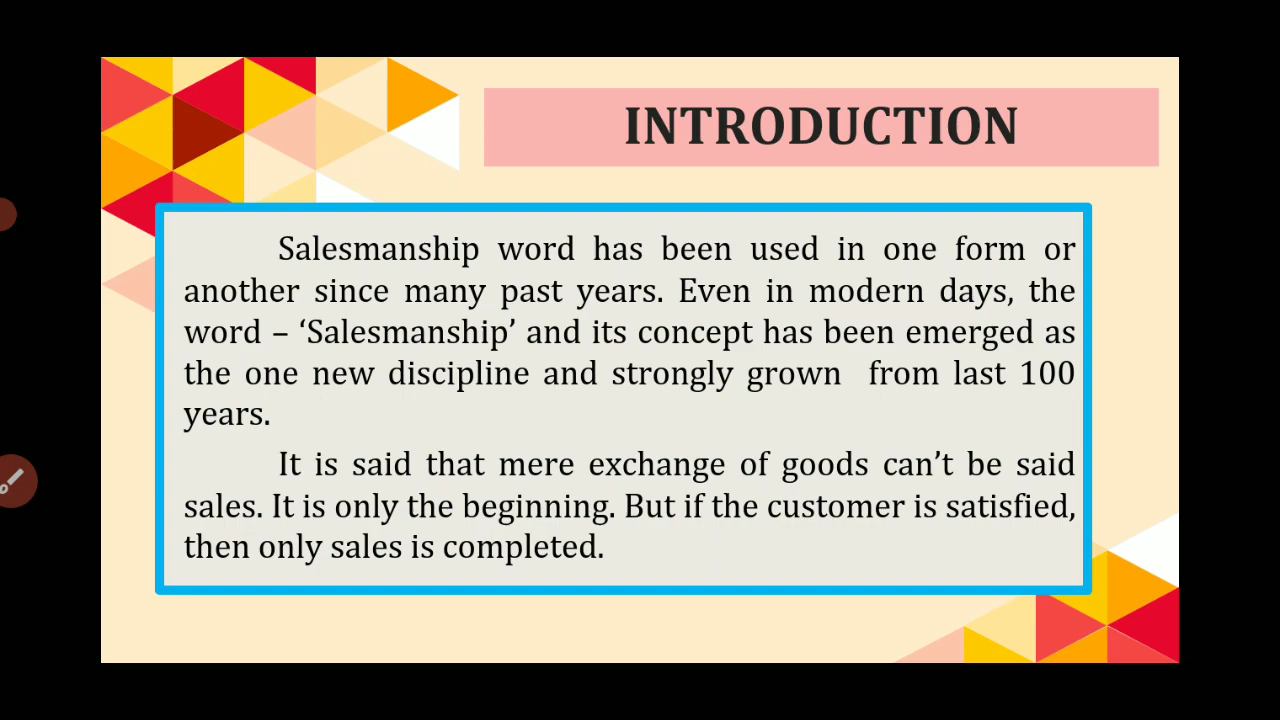 INTRODUCTION
Salesmanship word has been used in one form or
another since many past years. Even in modern days, the
word – ‘Salesmanship’ and its concept has been emerged as
the one new discipline and strongly grown from last 100
years.
It is said that mere exchange of goods can’t be said
sales. It is only the beginning. But if the customer is satisfied,
then only sales is completed.